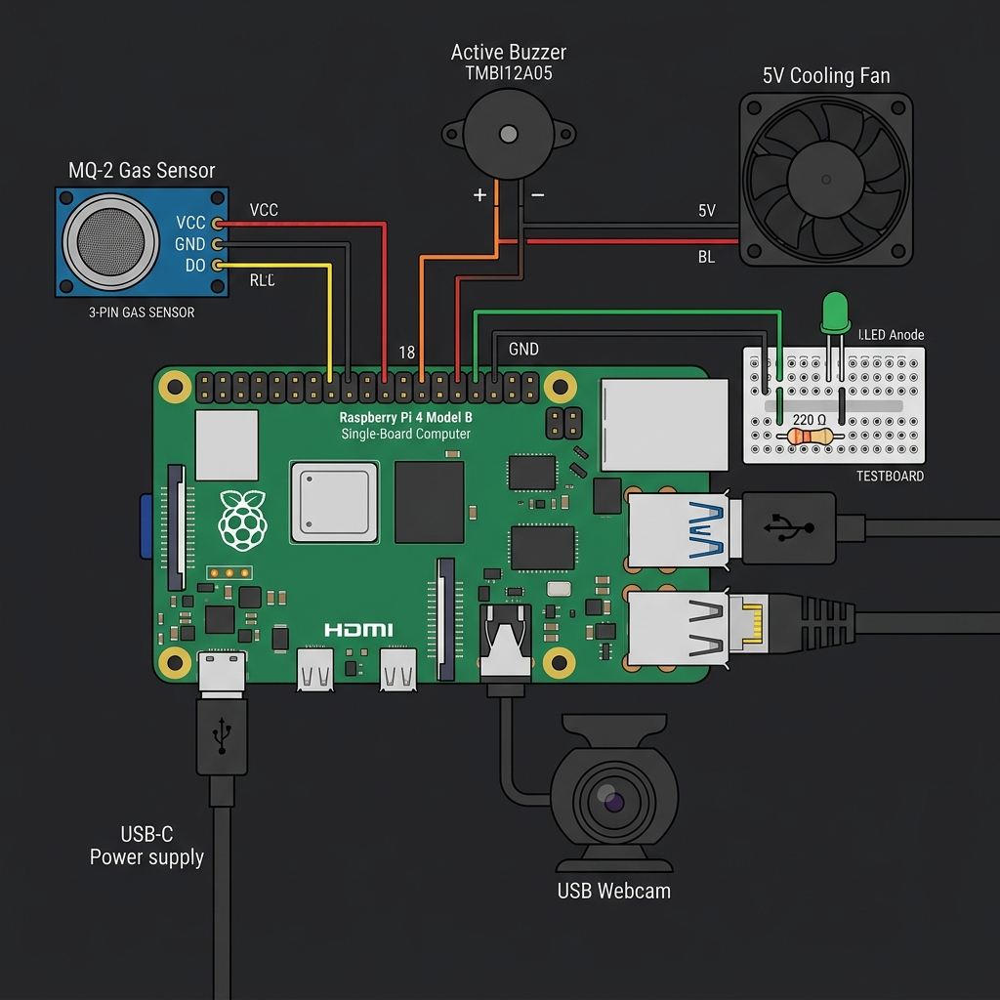 Active Buzzer
TMBI12A05
5V Cooling Fan
MQ-2 Gas Sensor
VCC
VCC
GND
DO
3-PIN GAS SENSOR
+
−
5V
BL
18
GND
I.LED Anode
220 Ω
TESTBOARD
Raspberry Pi 4 Model B
Single-Board Computer
HDMI
USB-C
Power supply
USB Webcam